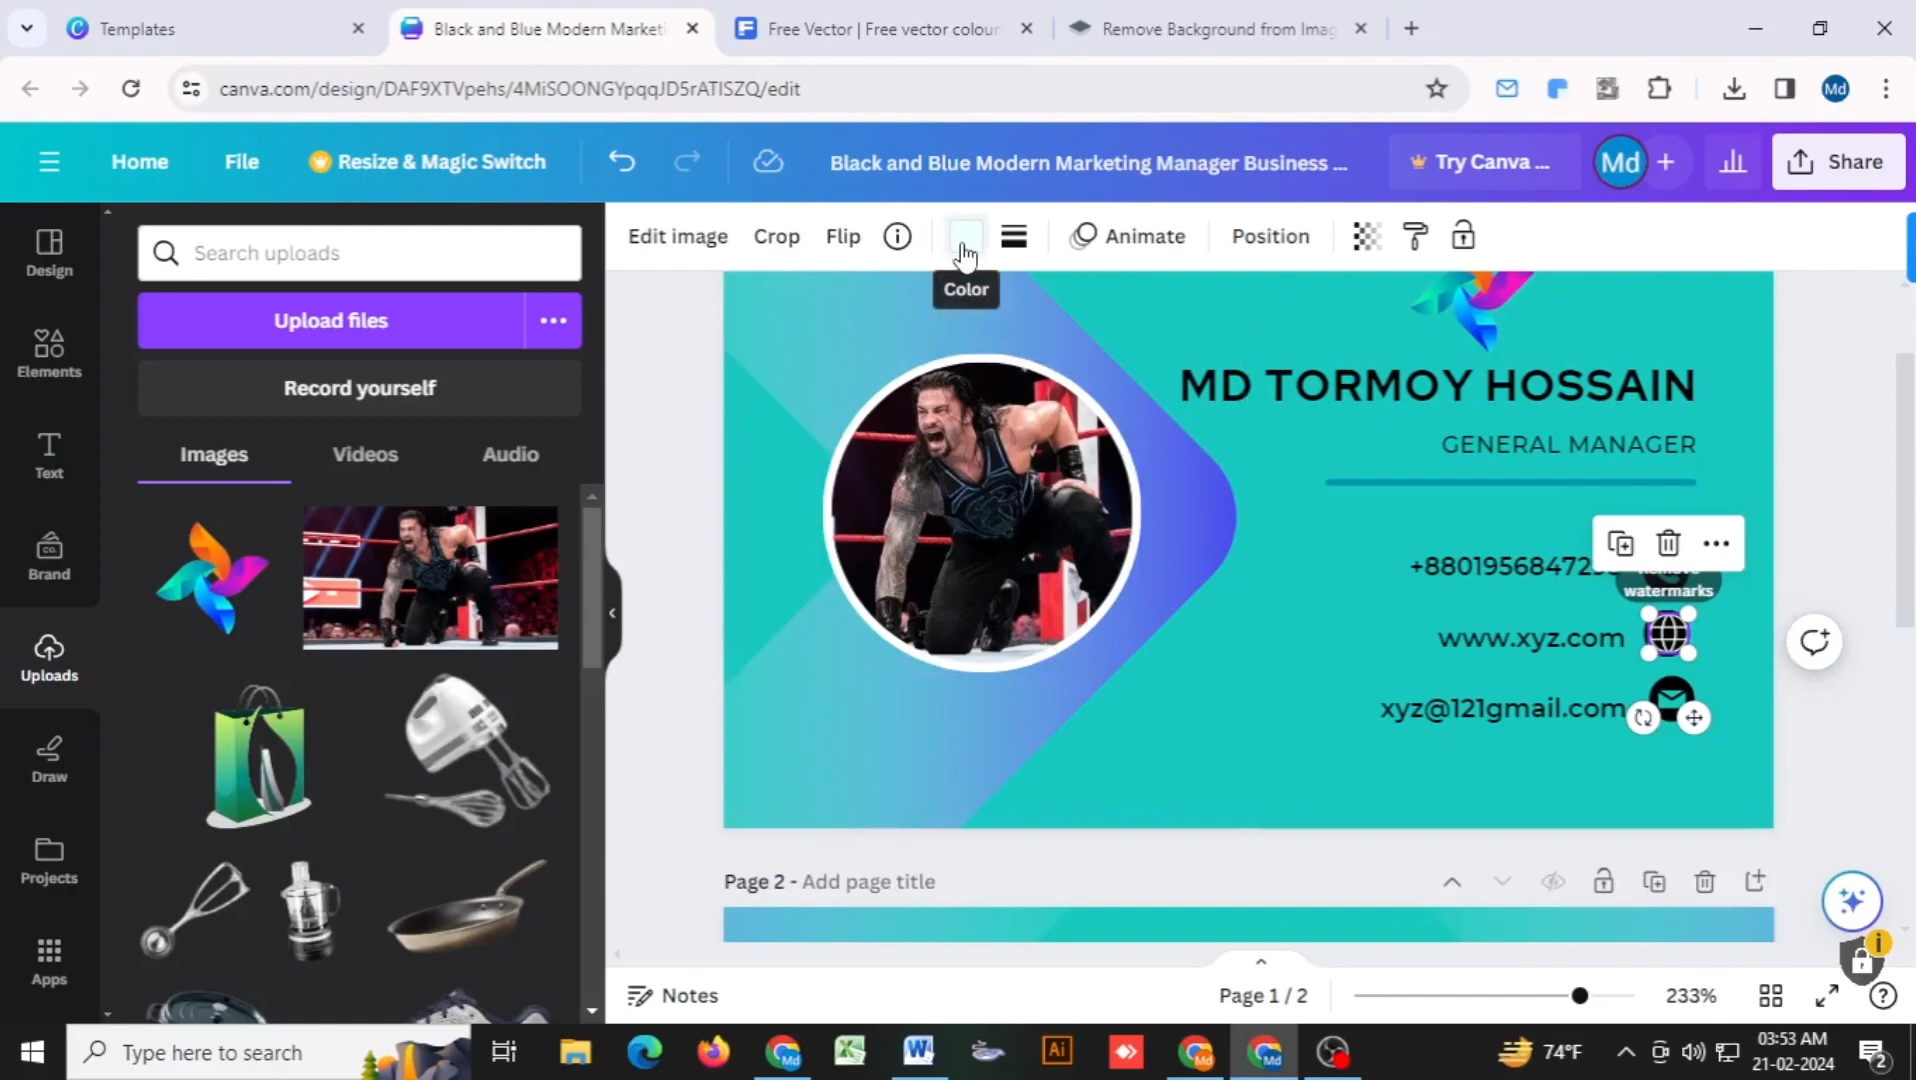 Templates
Black and Blue Modern Marketi
Free Vector | Free vector colour
Remove Background from Imag
canva.com/design/DAF9XTVpehs/4MiSOONGYpqqJD5rATISZQ/edit
Md
Home
File
Resize & Magic Switch
Black and Blue Modern Marketing Manager Business ...
Try Canva ...
Md
Share
Design
Elements
Text
Brand
Uploads
Draw
Projects
Apps
Search uploads
Upload files
Record yourself
Images
Videos
Audio
Edit image
Crop
Flip
Animate
Position
Color
MD TORMOY HOSSAIN
GENERAL MANAGER
+88019568472
watermarks
www.xyz.com
xyz@121gmail.com
Page 2 - Add page title
Notes
Page 1 / 2
233%
Type here to search
74°F
03:53 AM
21-02-2024
2